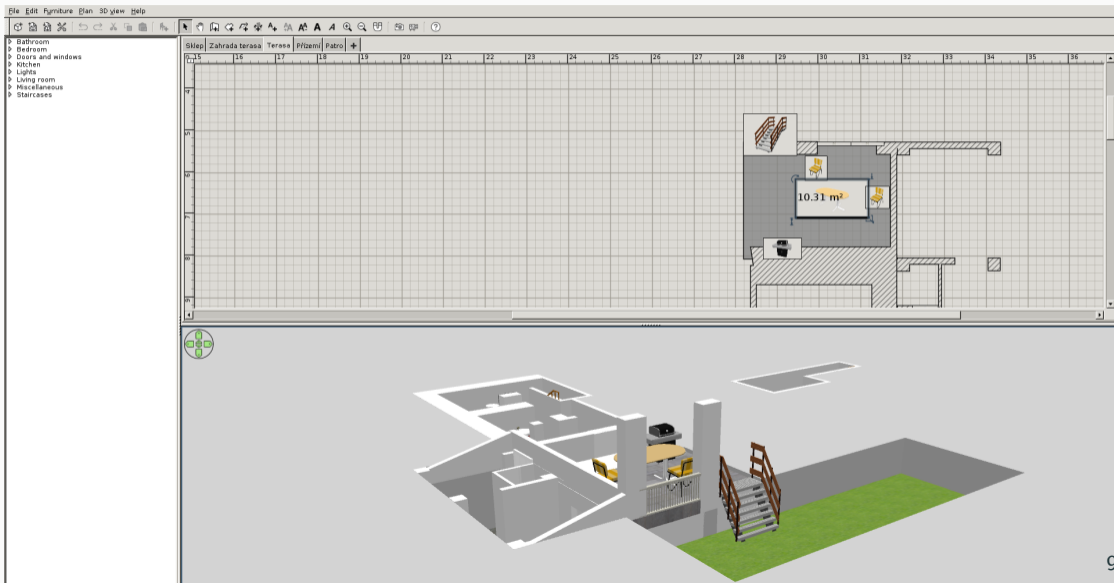 File Edit Furniture Plan 3D view Help
Bathroom
Bedroom
Doors and windows
Kitchen
Lights
Living room
Miscellaneous
Staircases
Sklep Zahrada terasa Terasa Přízemí Patro
15 16 17 18 19 20 21 22 23 24 25 26 27 28 29 30 31 32 33 34 35 36
4
5
6
7
8
9
10.31 m²